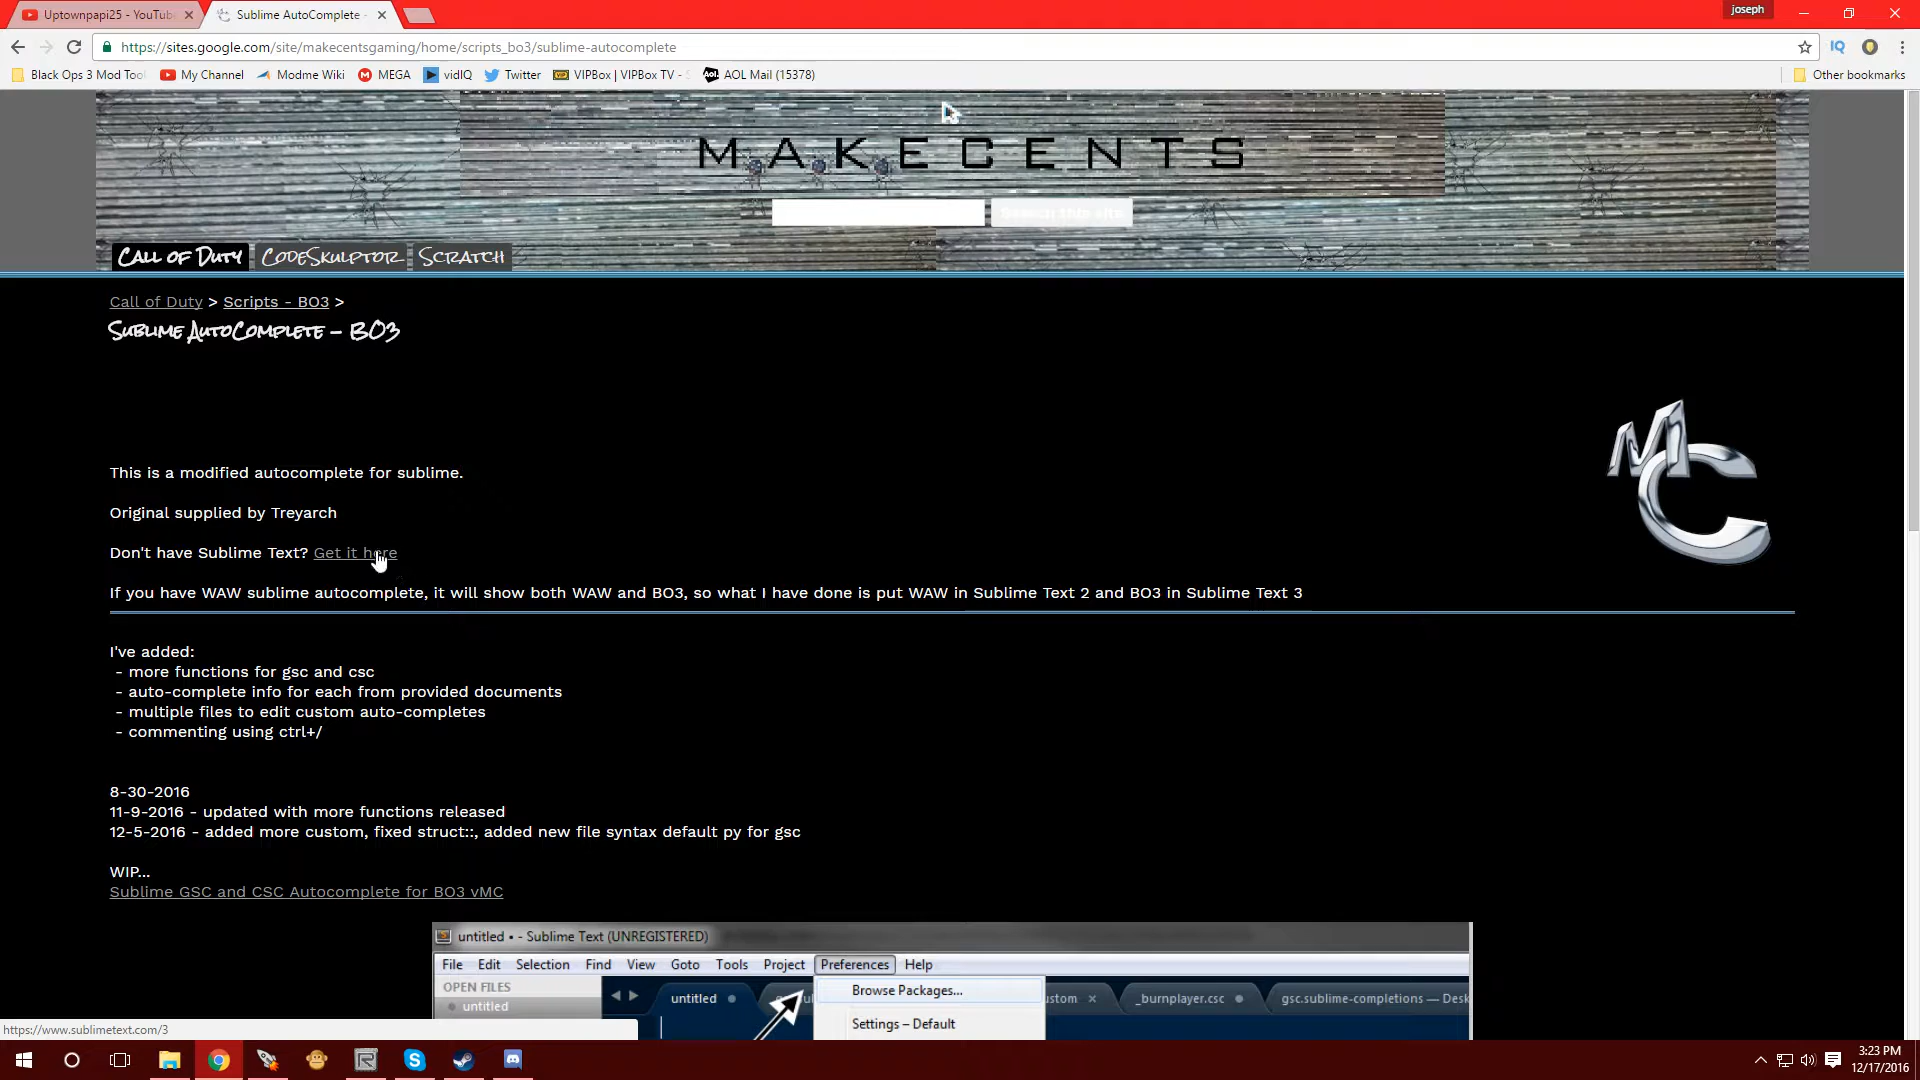 Uptownpapi25 - YouTub
Sublime AutoComplete -
joseph
https://sites.google.com/site/makecentsgaming/home/scripts_bo3/sublime-autocomplete
Black Ops 3 Mod Tool
My Channel
Modme Wiki
MEGA
vidIQ
Twitter
VIPBox | VIPBox TV - S
AOL Mail (15378)
Other bookmarks
MAKECENTS
Search this site
Call of Duty
CodeSkulptor
Scratch
Call of Duty > Scripts - BO3 >
Sublime AutoComplete - BO3
MC
This is a modified autocomplete for sublime.
Original supplied by Treyarch
Don't have Sublime Text? Get it here
If you have WAW sublime autocomplete, it will show both WAW and BO3, so what I have done is put WAW in Sublime Text 2 and BO3 in Sublime Text 3
I've added:
- more functions for gsc and csc
- auto-complete info for each from provided documents
- multiple files to edit custom auto-completes
- commenting using ctrl+/
8-30-2016
11-9-2016 - updated with more functions released
12-5-2016 - added more custom, fixed struct::, added new file syntax default py for gsc
WIP...
Sublime GSC and CSC Autocomplete for BO3 vMC
untitled • - Sublime Text (UNREGISTERED)
File Edit Selection Find View Goto Tools Project Preferences Help
OPEN FILES
untitled
untitled
Browse Packages...
ustom
_burnplayer.csc
gsc.sublime-completions — Desk
Settings – Default
https://www.sublimetext.com/3
3:23 PM
12/17/2016